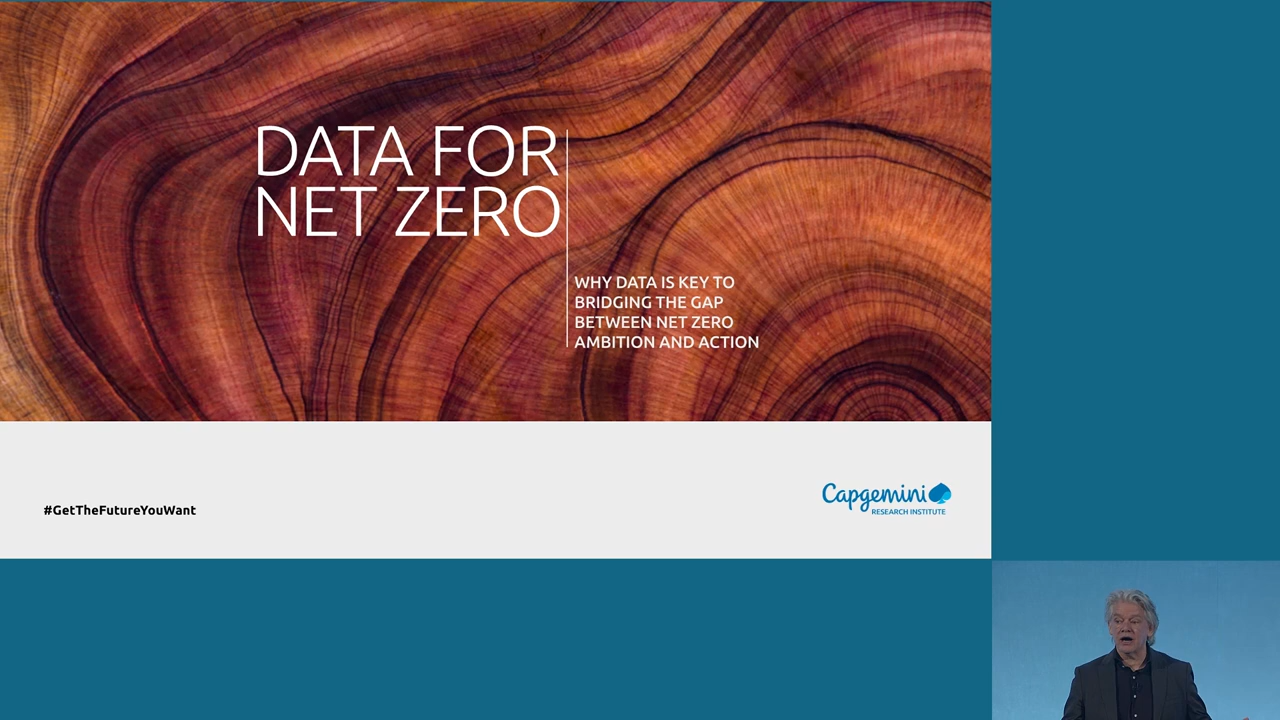 DATA FOR
NET ZERO
WHY DATA IS KEY TO
BRIDGING THE GAP
BETWEEN NET ZERO
AMBITION AND ACTION
#GetTheFutureYouWant
Capgemini
RESEARCH INSTITUTE